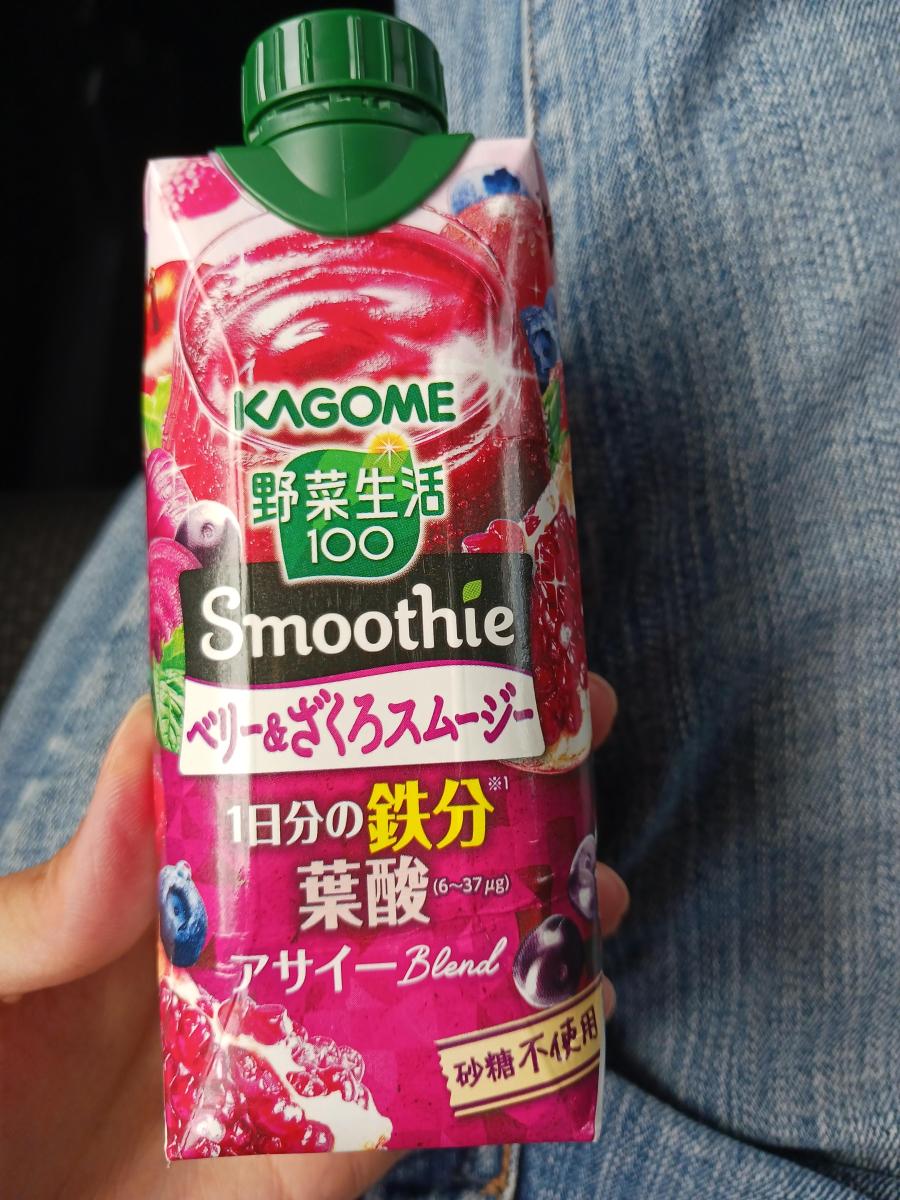 KAGOME
野菜生活
100
Smoothie
ベリー&ざくろスムージー
1日分の鉄分※1
葉酸(6~37μg)
アサイーBlend
砂糖不使用